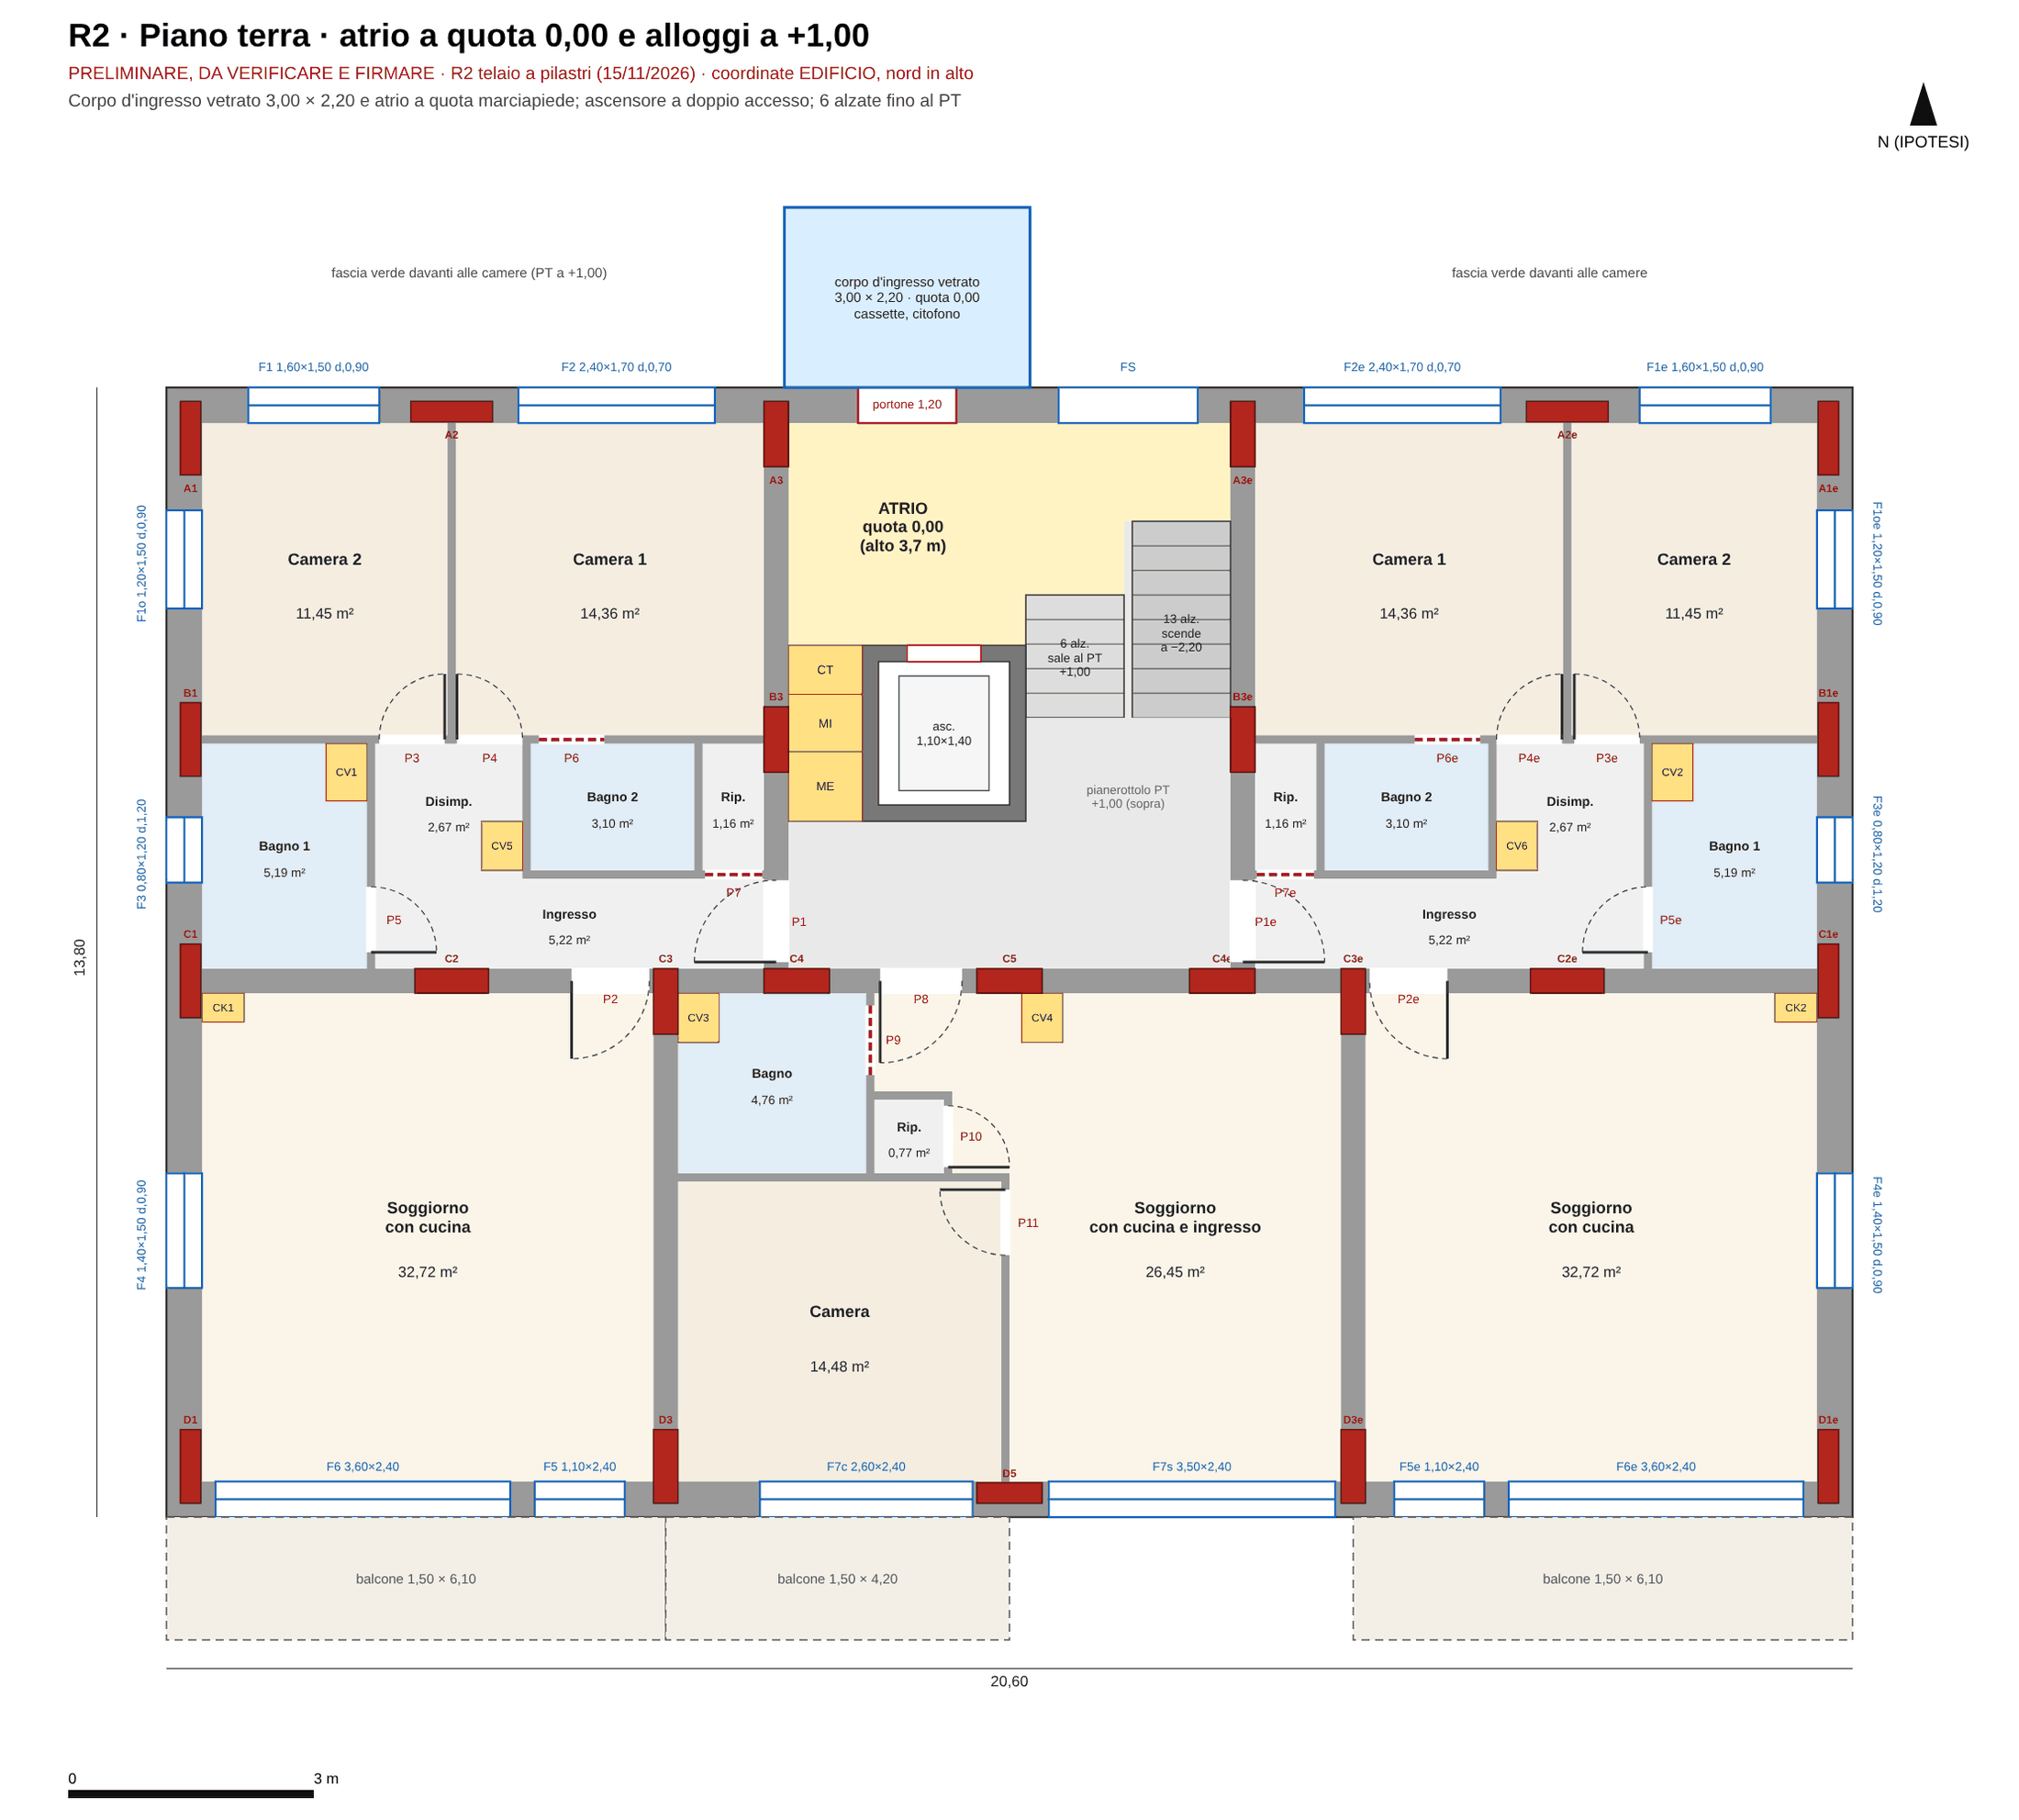 R2 · Piano terra · atrio a quota 0,00 e alloggi a +1,00
PRELIMINARE, DA VERIFICARE E FIRMARE · R2 telaio a pilastri (15/11/2026) · coordinate EDIFICIO, nord in alto
Corpo d'ingresso vetrato 3,00 × 2,20 e atrio a quota marciapiede; ascensore a doppio accesso; 6 alzate fino al PT
N (IPOTESI)
fascia verde davanti alle camere (PT a +1,00)
corpo d'ingresso vetrato
3,00 × 2,20 · quota 0,00
cassette, citofono
fascia verde davanti alle camere
F1 1,60×1,50 d,0,90
F2 2,40×1,70 d,0,70
FS
F2e 2,40×1,70 d,0,70
F1e 1,60×1,50 d,0,90
portone 1,20
A2
A2e
A1
A3
A3e
A1e
F1o 1,20×1,50 d,0,90
F1oe 1,20×1,50 d,0,90
ATRIO
quota 0,00
(alto 3,7 m)
Camera 2
11,45 m²
Camera 1
14,36 m²
Camera 1
14,36 m²
Camera 2
11,45 m²
13 alz.
scende
a −2,20
6 alz.
sale al PT
+1,00
CT
MI
ME
asc.
1,10×1,40
B1
B3
B3e
B1e
P3
P4
P6
P6e
P4e
P3e
CV1
CV2
Disimp.
2,67 m²
Bagno 2
3,10 m²
Rip.
1,16 m²
pianerottolo PT
+1,00 (sopra)
Rip.
1,16 m²
Bagno 2
3,10 m²
Disimp.
2,67 m²
CV5
CV6
F3 0,80×1,20 d,1,20
F3e 0,80×1,20 d,1,20
Bagno 1
5,19 m²
Bagno 1
5,19 m²
P7
P7e
P5
Ingresso
5,22 m²
P1
P1e
Ingresso
5,22 m²
P5e
C1
C2
C3
C4
C5
C4e
C3e
C2e
C1e
CK1
P2
CV3
P8
CV4
P2e
CK2
P9
Bagno
4,76 m²
Rip.
0,77 m²
P10
P11
F4 1,40×1,50 d,0,90
F4e 1,40×1,50 d,0,90
Soggiorno
con cucina
32,72 m²
Soggiorno
con cucina e ingresso
26,45 m²
Soggiorno
con cucina
32,72 m²
Camera
14,48 m²
D1
D3
D5
D3e
D1e
F6 3,60×2,40
F5 1,10×2,40
F7c 2,60×2,40
F7s 3,50×2,40
F5e 1,10×2,40
F6e 3,60×2,40
balcone 1,50 × 6,10
balcone 1,50 × 4,20
balcone 1,50 × 6,10
13,80
20,60
0
3 m